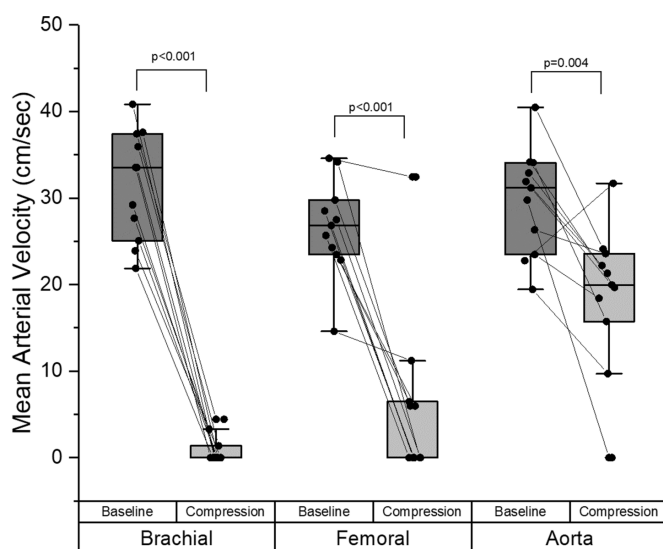 50
40
30
20
10
0
Mean Arterial Velocity (cm/sec)
p<0.001
p<0.001
p=0.004
Baseline Compression Baseline Compression Baseline Compression
Brachial Femoral Aorta